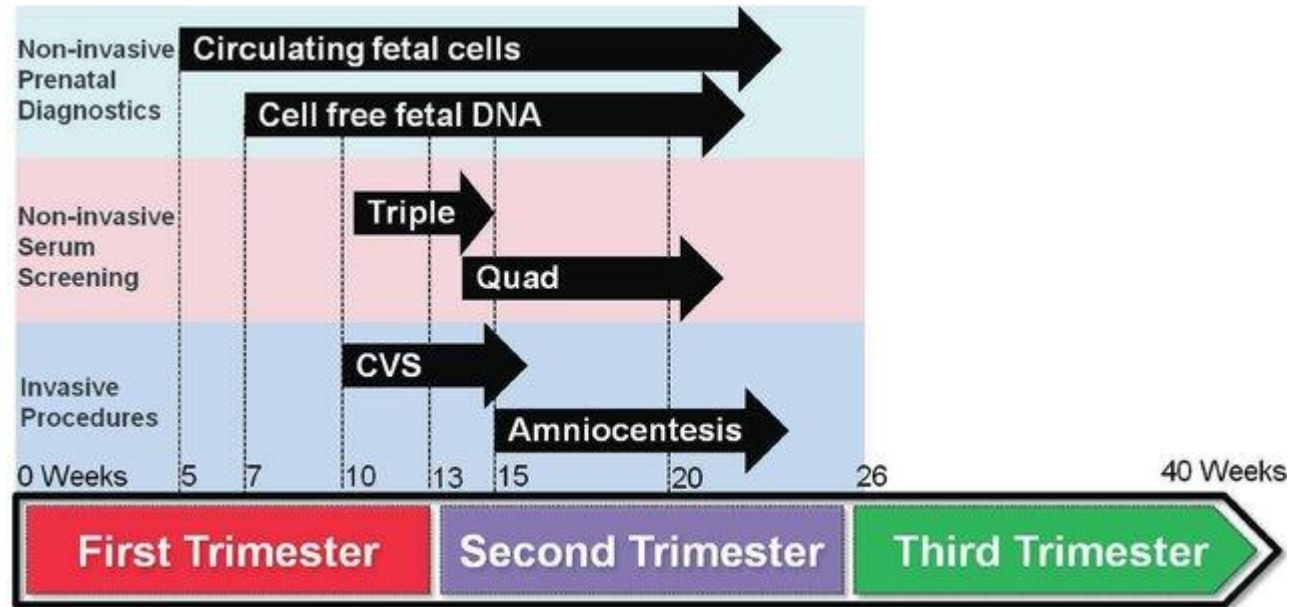 Non-invasive
Prenatal
Diagnostics
Circulating fetal cells
Cell free fetal DNA
Non-invasive
Serum
Screening
Triple
Quad
Invasive
Procedures
CVS
Amniocentesis
0 Weeks 5 7 10 13 15 20 26 40 Weeks
First Trimester Second Trimester Third Trimester